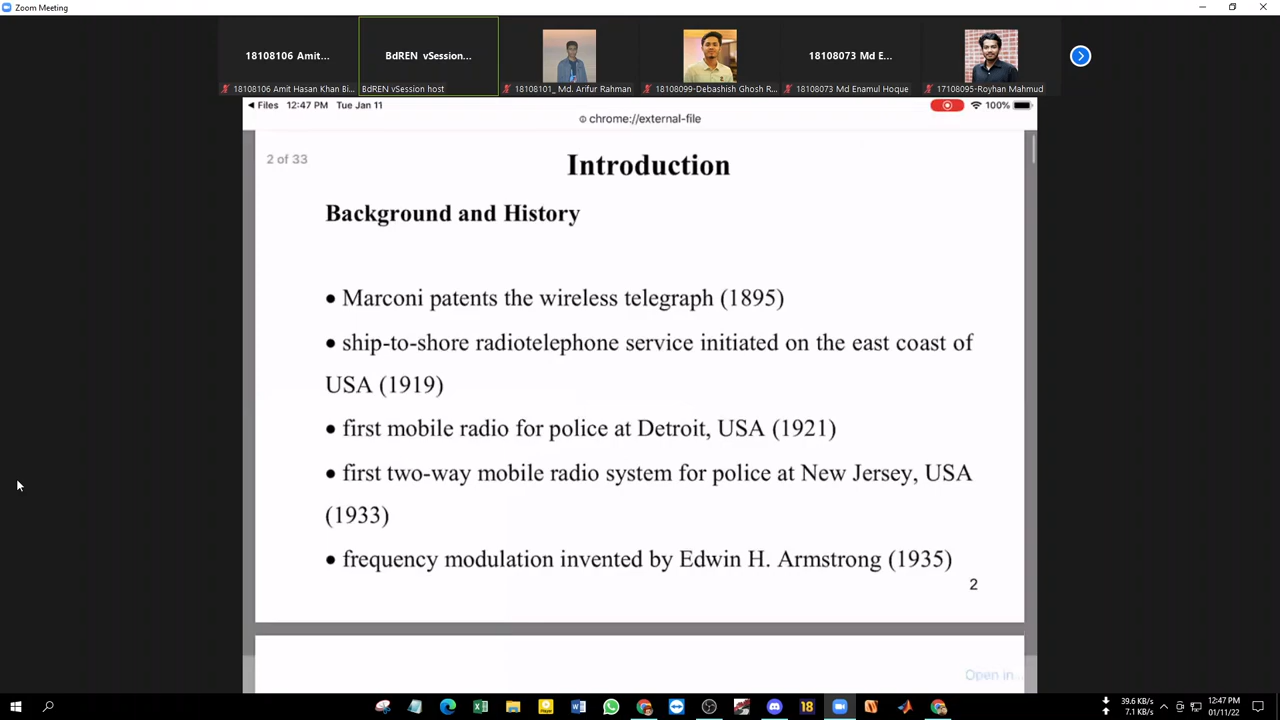 Zoom Meeting
18108106 Amit...
BdREN vSession...
18108073 Md E...
18108106 Amit Hasan Khan Bi...
BdREN vSession host
18108101_ Md. Arifur Rahman
18108099-Debashish Ghosh R...
18108073 Md Enamul Hoque
17108095-Royhan Mahmud
Files 12:47 PM Tue Jan 11
100%
chrome://external-file
2 of 33
Introduction
Background and History
• Marconi patents the wireless telegraph (1895)
• ship-to-shore radiotelephone service initiated on the east coast of
USA (1919)
• first mobile radio for police at Detroit, USA (1921)
• first two-way mobile radio system for police at New Jersey, USA
(1933)
• frequency modulation invented by Edwin H. Armstrong (1935)
2
Open in...
18
39.6 KB/s
7.1 KB/s
12:47 PM
01/11/22